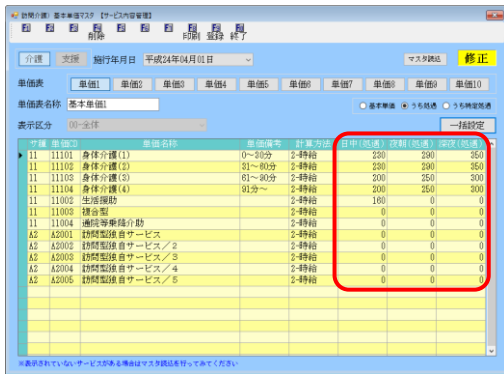 訪問介護) 基本単価マスタ 【サービス内容管理】
削除 印刷 登録 終了
介護 支援 施行年月日 平成24年04月01日 マスタ読込 修正
単価表 単価1 単価2 単価3 単価4 単価5 単価6 単価7 単価8 単価9 単価10
単価表名称 基本単価1 基本単価 うち処遇 うち特定処遇
表示区分 00-全体 一括設定
サ種 単価CD 単価名称 単価備考 計算方法 日中(処遇) 夜朝(処遇) 深夜(処遇)
11 11101 身体介護(1) 0～30分 2-時給 230 290 350
11 11102 身体介護(2) 31～60分 2-時給 230 290 350
11 11103 身体介護(3) 61～90分 2-時給 200 250 300
11 11104 身体介護(4) 91分～ 2-時給 200 250 300
11 11002 生活援助 2-時給 160 0 0
11 11003 複合型 2-時給 0 0 0
11 11004 通院等乗降介助 2-時給 0 0 0
A2 A2001 訪問型独自サービス 2-時給 0 0 0
A2 A2002 訪問型独自サービス／2 2-時給 0 0 0
A2 A2003 訪問型独自サービス／3 2-時給 0 0 0
A2 A2004 訪問型独自サービス／4 2-時給 0 0 0
A2 A2005 訪問型独自サービス／5 2-時給 0 0 0
※表示されていないサービスがある場合はマスタ読込を行ってみてください